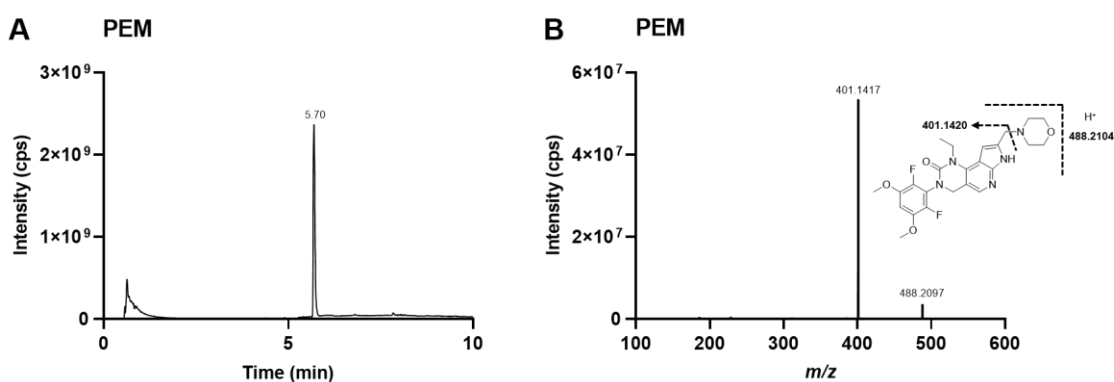 A PEM
Intensity (cps)
3×10⁹
2×10⁹
1×10⁹
0
5.70
0 5 10
Time (min)
B PEM
Intensity (cps)
6×10⁷
4×10⁷
2×10⁷
0
401.1417
488.2097
401.1420
H⁺
488.2104
O
N
NH
N
N
O
N
F
O
F
O
100 200 300 400 500 600
m/z